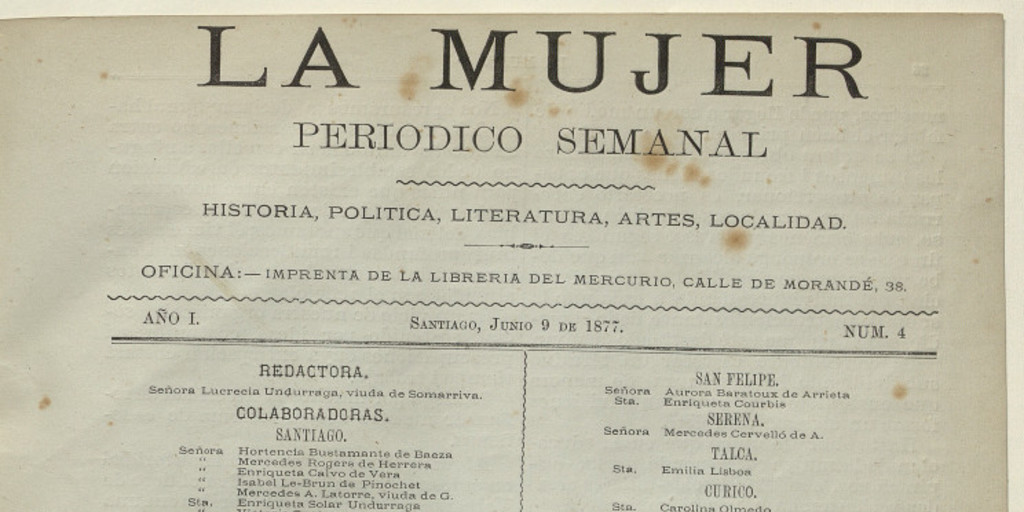 LA MUJER
PERIODICO SEMANAL
HISTORIA, POLITICA, LITERATURA, ARTES, LOCALIDAD.
OFICINA:— IMPRENTA DE LA LIBRERIA DEL MERCURIO, CALLE DE MORANDÉ, 38.
AÑO I. Santiago, Junio 9 de 1877. NUM. 4
REDACTORA.
Señora Lucrecia Undurraga, viuda de Somarriva.
COLABORADORAS.
SANTIAGO.
Señora Hortencia Bustamante de Baeza
“ Mercedes Rogers de Herrera
“ Enriqueta Calvo de Vera
“ Isabel Le-Brun de Pinochet
“ Mercedes A. Latorre, viuda de G.
Sta. Enriqueta Solar Undurraga
SAN FELIPE.
Señora Aurora Baratoux de Arrieta
Sta. Enriqueta Courbis
SERENA.
Señora Mercedes Cervelló de A.
TALCA.
Sta. Emilia Lisboa
CURICO.
Sta. Carolina Olmedo